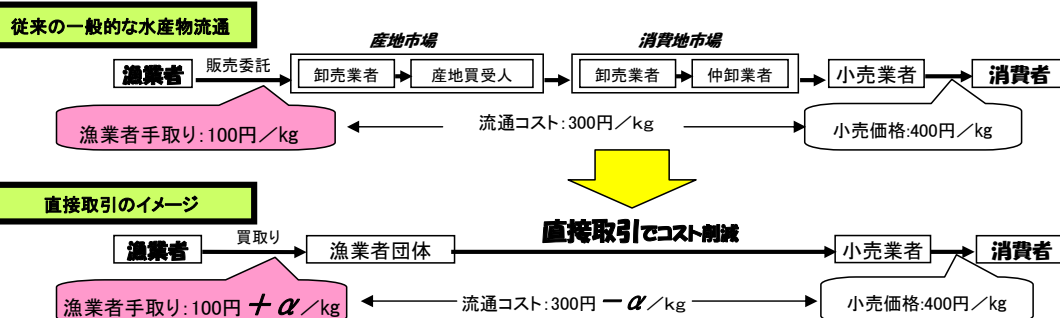 従来の一般的な水産物流通
産地市場
消費地市場
漁業者
販売委託
卸売業者
産地買受人
卸売業者
仲卸業者
小売業者
消費者
漁業者手取り:100円/kg
流通コスト:300円/kg
小売価格:400円/kg
直接取引のイメージ
直接取引でコスト削減
漁業者
買取り
漁業者団体
小売業者
消費者
漁業者手取り:100円+α/kg
流通コスト:300円-α/kg
小売価格:400円/kg